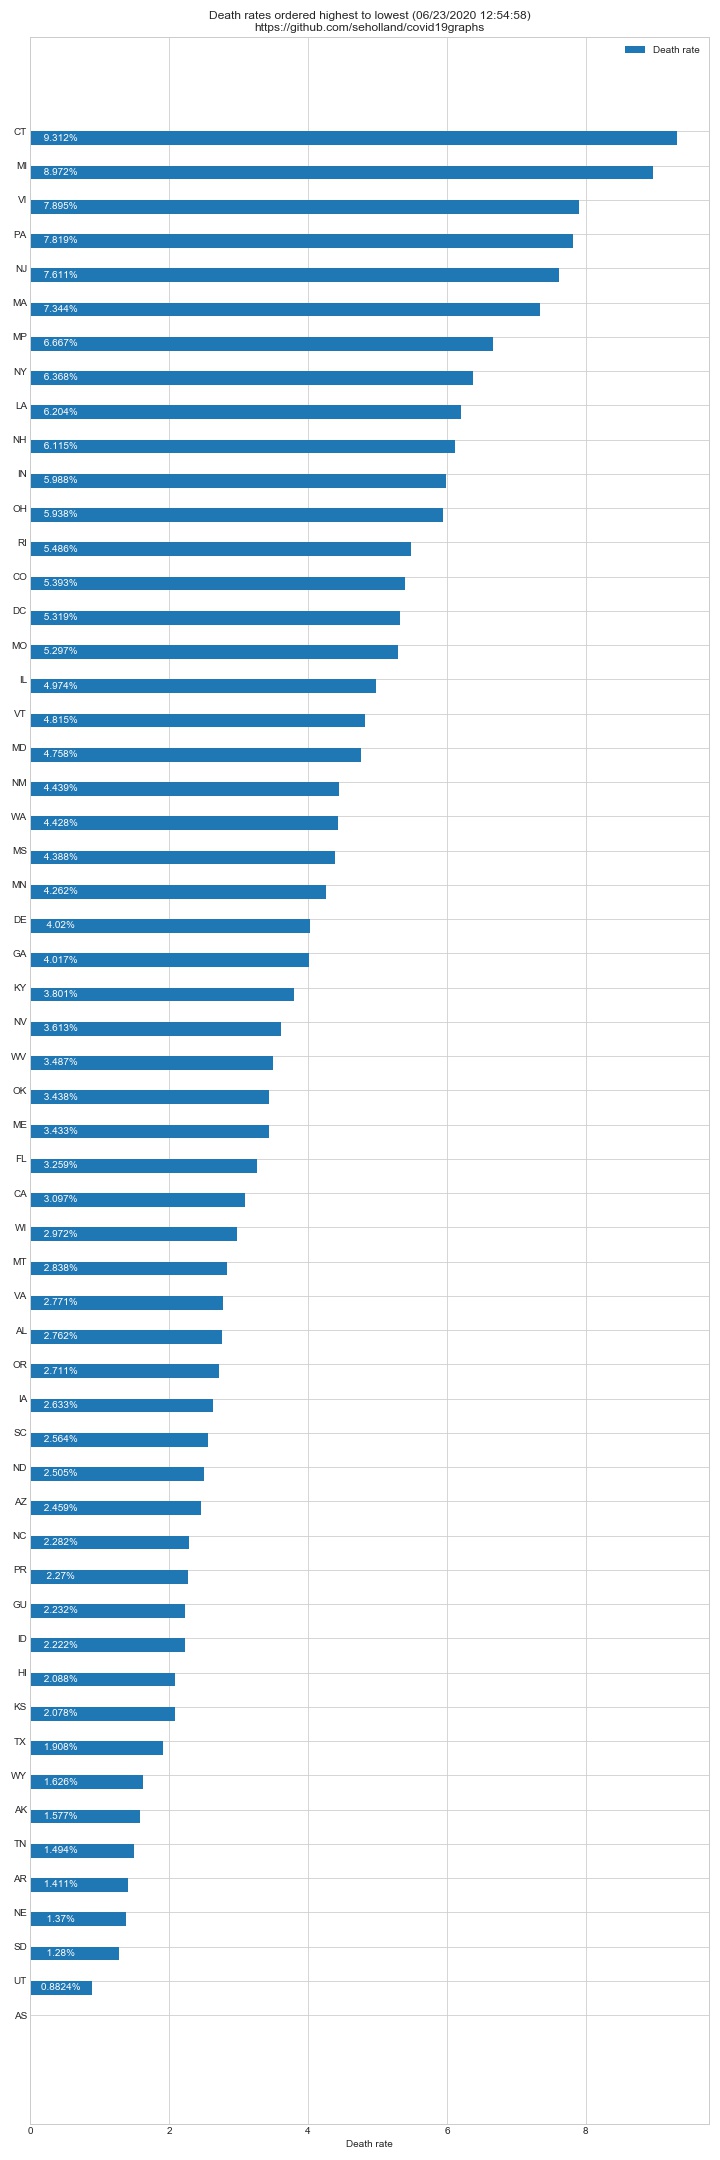 Death rates ordered highest to lowest (06/23/2020 12:54:58)
https://github.com/seholland/covid19graphs
Death rate
CT 9.312%
MI 8.972%
VI 7.895%
PA 7.819%
NJ 7.611%
MA 7.344%
MP 6.667%
NY 6.368%
LA 6.204%
NH 6.115%
IN 5.988%
OH 5.938%
RI 5.486%
CO 5.393%
DC 5.319%
MO 5.297%
IL 4.974%
VT 4.815%
MD 4.758%
NM 4.439%
WA 4.428%
MS 4.388%
MN 4.262%
DE 4.02%
GA 4.017%
KY 3.801%
NV 3.613%
WV 3.487%
OK 3.438%
ME 3.433%
FL 3.259%
CA 3.097%
WI 2.972%
MT 2.838%
VA 2.771%
AL 2.762%
OR 2.711%
IA 2.633%
SC 2.564%
ND 2.505%
AZ 2.459%
NC 2.282%
PR 2.27%
GU 2.232%
ID 2.222%
HI 2.088%
KS 2.078%
TX 1.908%
WY 1.626%
AK 1.577%
TN 1.494%
AR 1.411%
NE 1.37%
SD 1.28%
UT 0.8824%
AS
0 2 4 6 8
Death rate